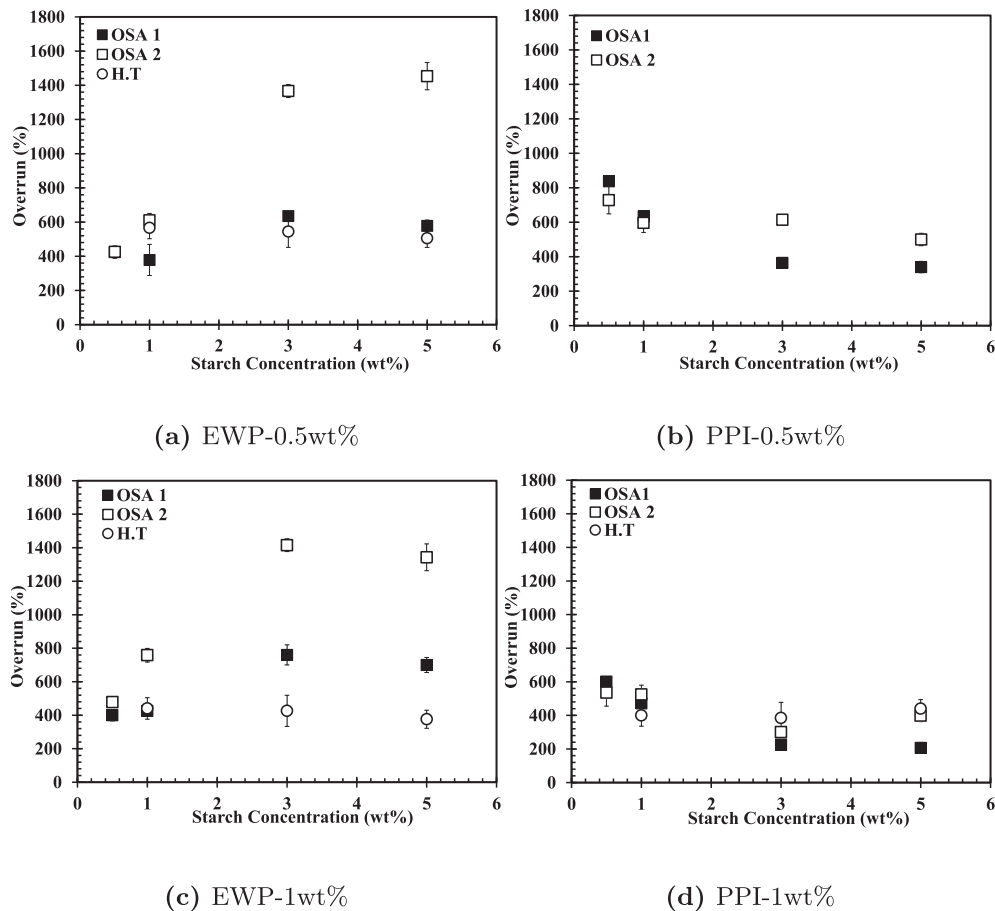 1800
1600
1400
1200
1000
800
600
400
200
0
Overrun (%)
OSA 1
OSA 2
H.T
0 1 2 3 4 5 6
Starch Concentration (wt%)
(a) EWP-0.5wt%
1800
1600
1400
1200
1000
800
600
400
200
0
Overrun (%)
OSA1
OSA 2
0 1 2 3 4 5 6
Starch Concentration (wt%)
(b) PPI-0.5wt%
1800
1600
1400
1200
1000
800
600
400
200
0
Overrun (%)
OSA 1
OSA 2
H.T
0 1 2 3 4 5 6
Starch Concentration (wt%)
(c) EWP-1wt%
1800
1600
1400
1200
1000
800
600
400
200
0
Overrun (%)
OSA1
OSA 2
H.T
0 1 2 3 4 5 6
Starch Concentration (wt%)
(d) PPI-1wt%